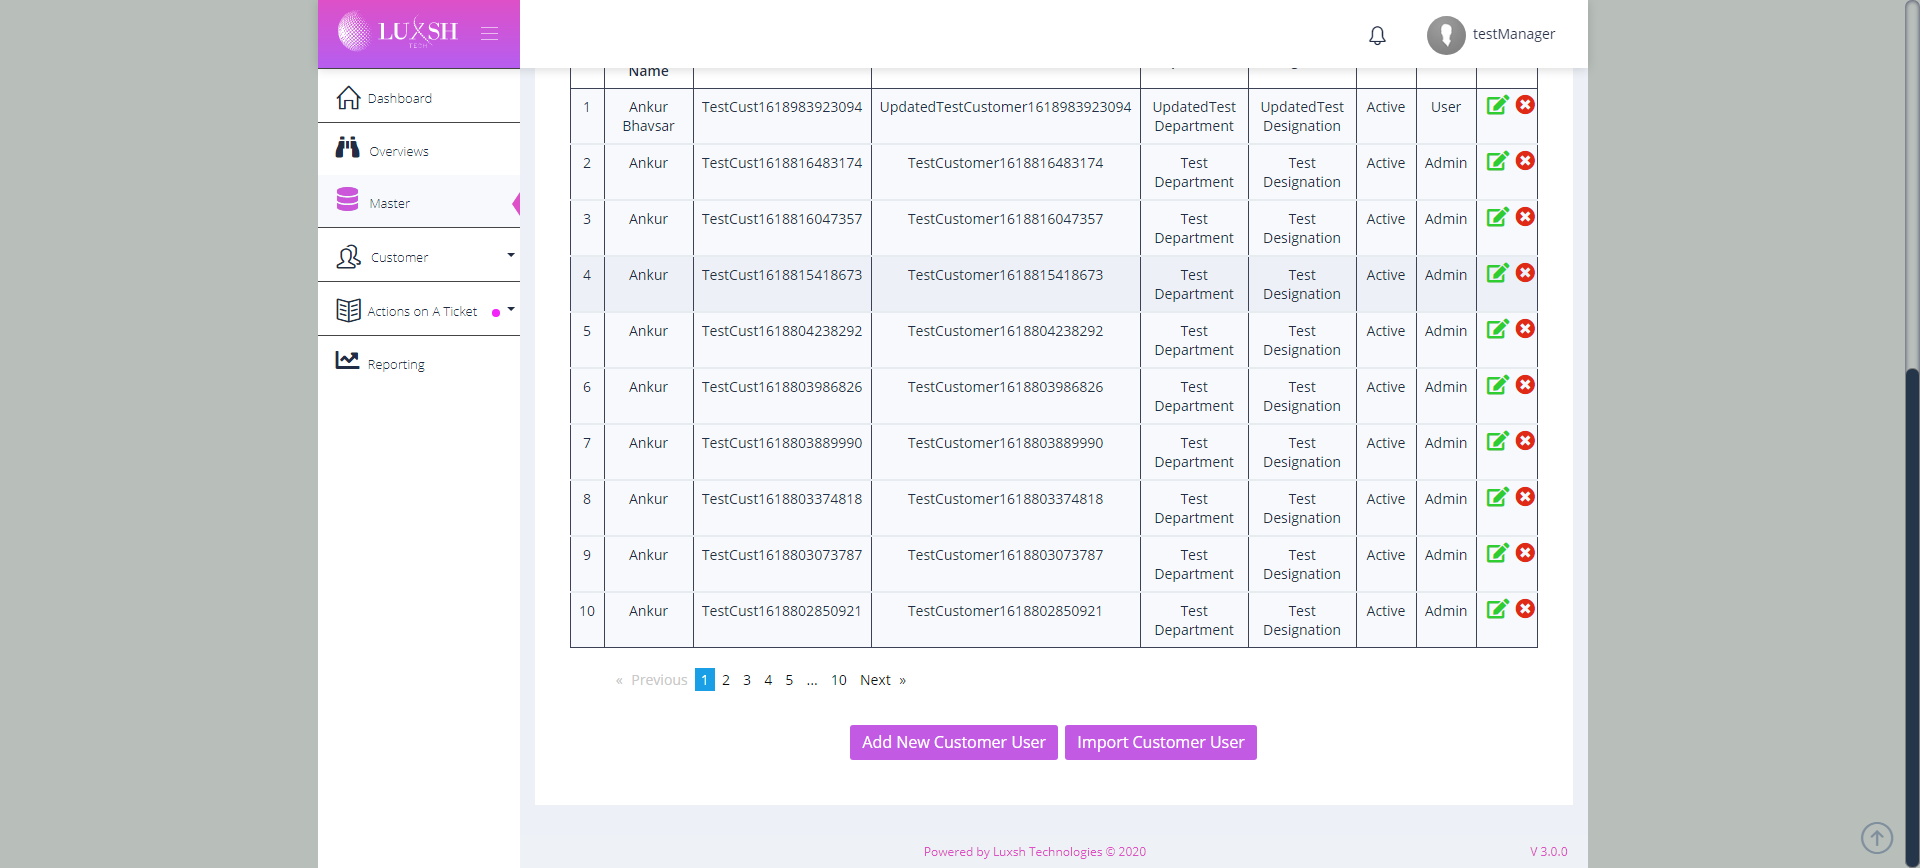 LUXSH
TECH
testManager
Dashboard
Overviews
Master
Customer
Actions on A Ticket
Reporting
Name
1 Ankur Bhavsar TestCust1618983923094 UpdatedTestCustomer1618983923094 UpdatedTest Department UpdatedTest Designation Active User
2 Ankur TestCust1618816483174 TestCustomer1618816483174 Test Department Test Designation Active Admin
3 Ankur TestCust1618816047357 TestCustomer1618816047357 Test Department Test Designation Active Admin
4 Ankur TestCust1618815418673 TestCustomer1618815418673 Test Department Test Designation Active Admin
5 Ankur TestCust1618804238292 TestCustomer1618804238292 Test Department Test Designation Active Admin
6 Ankur TestCust1618803986826 TestCustomer1618803986826 Test Department Test Designation Active Admin
7 Ankur TestCust1618803889990 TestCustomer1618803889990 Test Department Test Designation Active Admin
8 Ankur TestCust1618803374818 TestCustomer1618803374818 Test Department Test Designation Active Admin
9 Ankur TestCust1618803073787 TestCustomer1618803073787 Test Department Test Designation Active Admin
10 Ankur TestCust1618802850921 TestCustomer1618802850921 Test Department Test Designation Active Admin
« Previous 1 2 3 4 5 ... 10 Next »
Add New Customer User Import Customer User
Powered by Luxsh Technologies © 2020 V 3.0.0